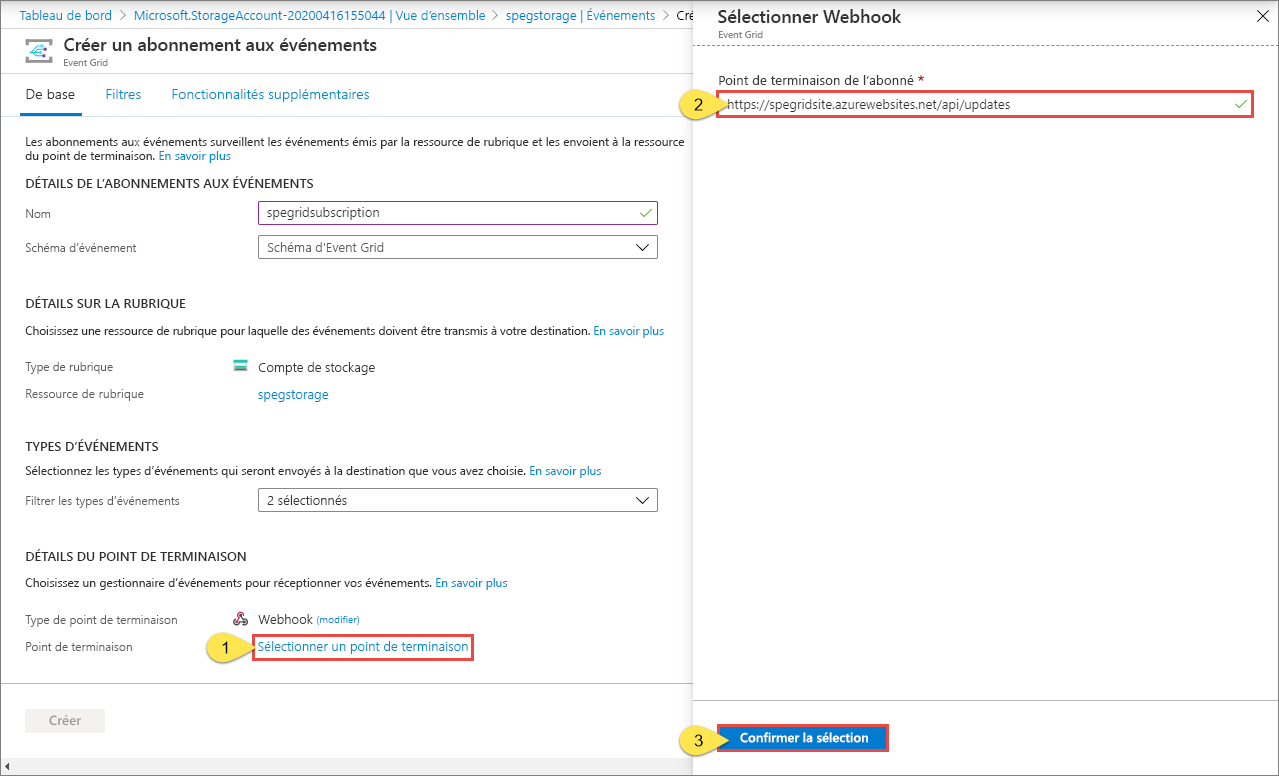 Tableau de bord > Microsoft.StorageAccount-20200416155044 | Vue d'ensemble > spegstorage | Événements > Cré
Créer un abonnement aux événements
Event Grid
De base Filtres Fonctionnalités supplémentaires
Les abonnements aux événements surveillent les événements émis par la ressource de rubrique et les envoient à la ressource
du point de terminaison. En savoir plus
DÉTAILS DE L'ABONNEMENTS AUX ÉVÉNEMENTS
Nom spegridsubscription
Schéma d'événement Schéma d'Event Grid
DÉTAILS SUR LA RUBRIQUE
Choisissez une ressource de rubrique pour laquelle des événements doivent être transmis à votre destination. En savoir plus
Type de rubrique Compte de stockage
Ressource de rubrique spegstorage
TYPES D'ÉVÉNEMENTS
Sélectionnez les types d'événements qui seront envoyés à la destination que vous avez choisie. En savoir plus
Filtrer les types d'événements 2 sélectionnés
DÉTAILS DU POINT DE TERMINAISON
Choisissez un gestionnaire d'événements pour réceptionner vos événements. En savoir plus
Type de point de terminaison Webhook (modifier)
Point de terminaison 1 Sélectionner un point de terminaison
Créer
Sélectionner Webhook
Event Grid
Point de terminaison de l'abonné *
2 https://spegridsite.azurewebsites.net/api/updates
3 Confirmer la sélection